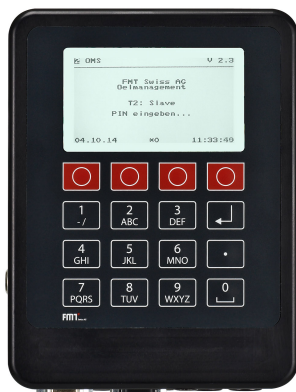 OMS V 2.3
FMT Swiss AG
Oelmanagement
T2: Slave
PIN eingeben...
04.10.14 ×0 11:33:49
1 2 3
- / ABC DEF
4 5 6 .
GHI JKL MNO
7 8 9 0
PQRS TUV WXYZ
FMT